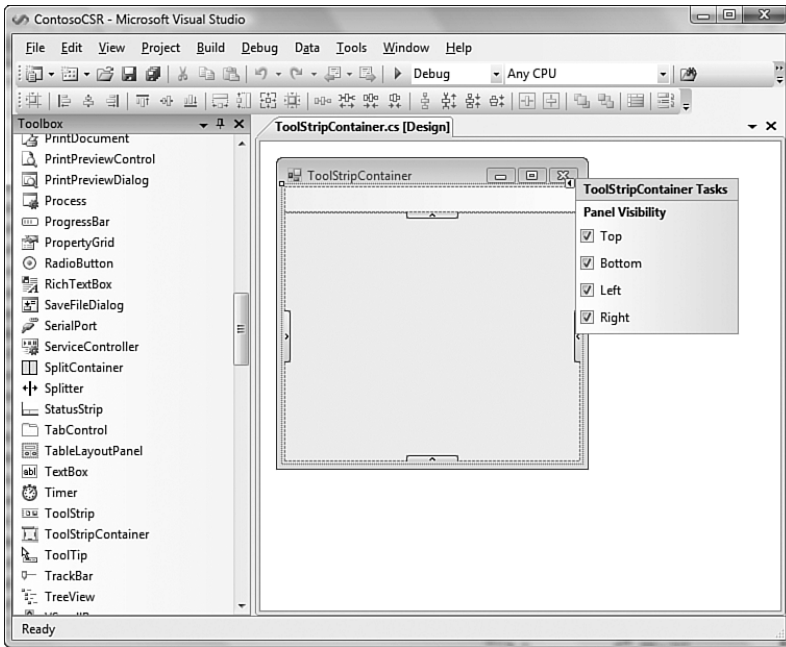 ContosoCSR - Microsoft Visual Studio
File Edit View Project Build Debug Data Tools Window Help
Debug Any CPU
Toolbox
ToolStripContainer.cs [Design]
PrintDocument
PrintPreviewControl
PrintPreviewDialog
Process
ProgressBar
PropertyGrid
RadioButton
RichTextBox
SaveFileDialog
SerialPort
ServiceController
SplitContainer
Splitter
StatusStrip
TabControl
TableLayoutPanel
abl TextBox
Timer
ToolStrip
ToolStripContainer
ToolTip
TrackBar
TreeView
ToolStripContainer
ToolStripContainer Tasks
Panel Visibility
Top
Bottom
Left
Right
Ready